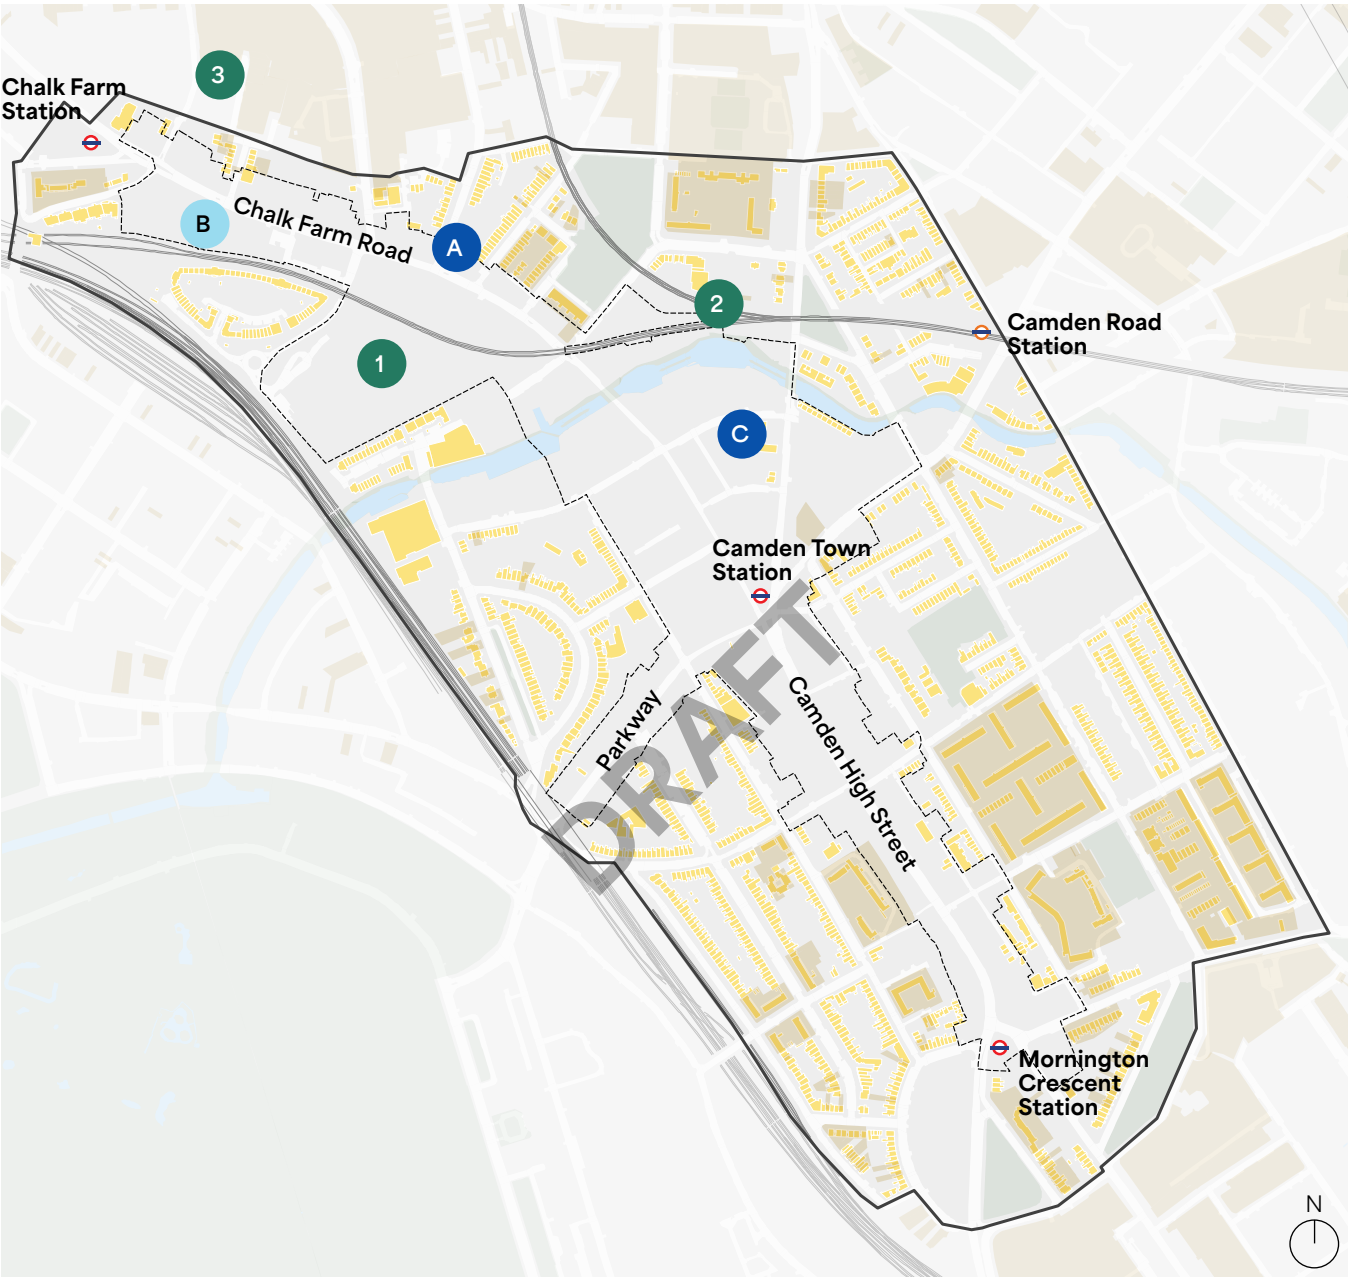 3
Chalk Farm
Station
B
Chalk Farm Road
A
2
Camden Road
Station
1
C
Camden Town
Station
DRAFT
Parkway
Camden High Street
Mornington
Crescent
Station
N